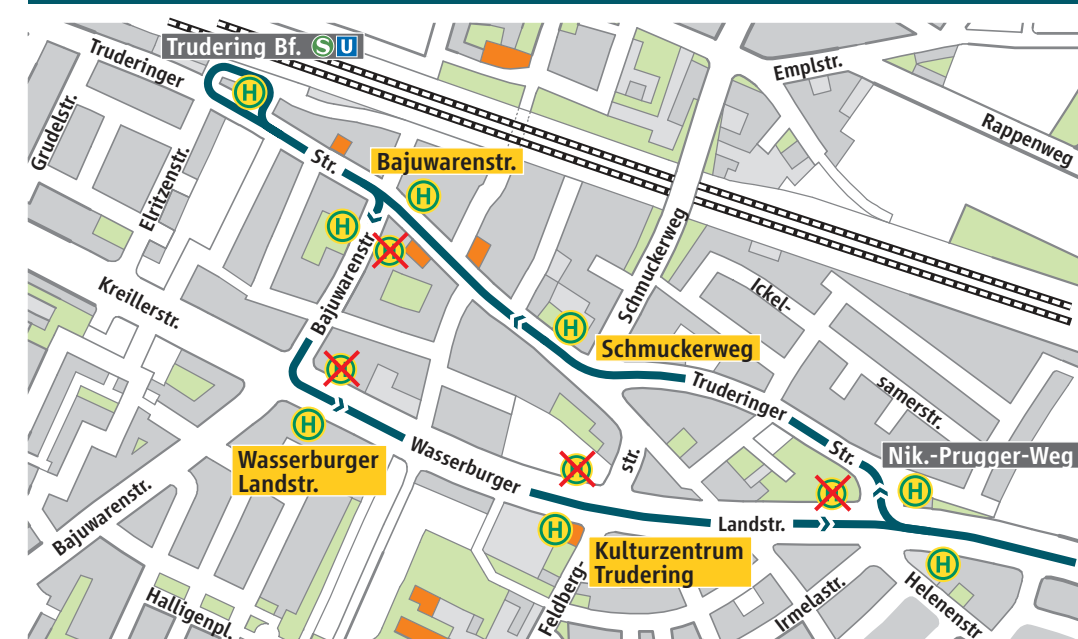 Trudering Bf. S U
Truderinger
Emplstr.
Rappenweg
Grudelstr.
H
Str.
Bajuwarenstr.
Elritzenstr.
H
H
H
Bajuwarenstr.
Schmuckerweg
Ickel-
Kreillerstr.
H
Schmuckerweg
H
Truderinger
samerstr.
H
Wasserburger
Landstr.
Wasserburger
str.
Str.
Nik.-Prugger-Weg
H
H
H
Bajuwarenstr.
Landstr.
H
Kulturzentrum
Trudering
H
Feldberg-
Irmelastr.
Helenenstr
Halligenpl.